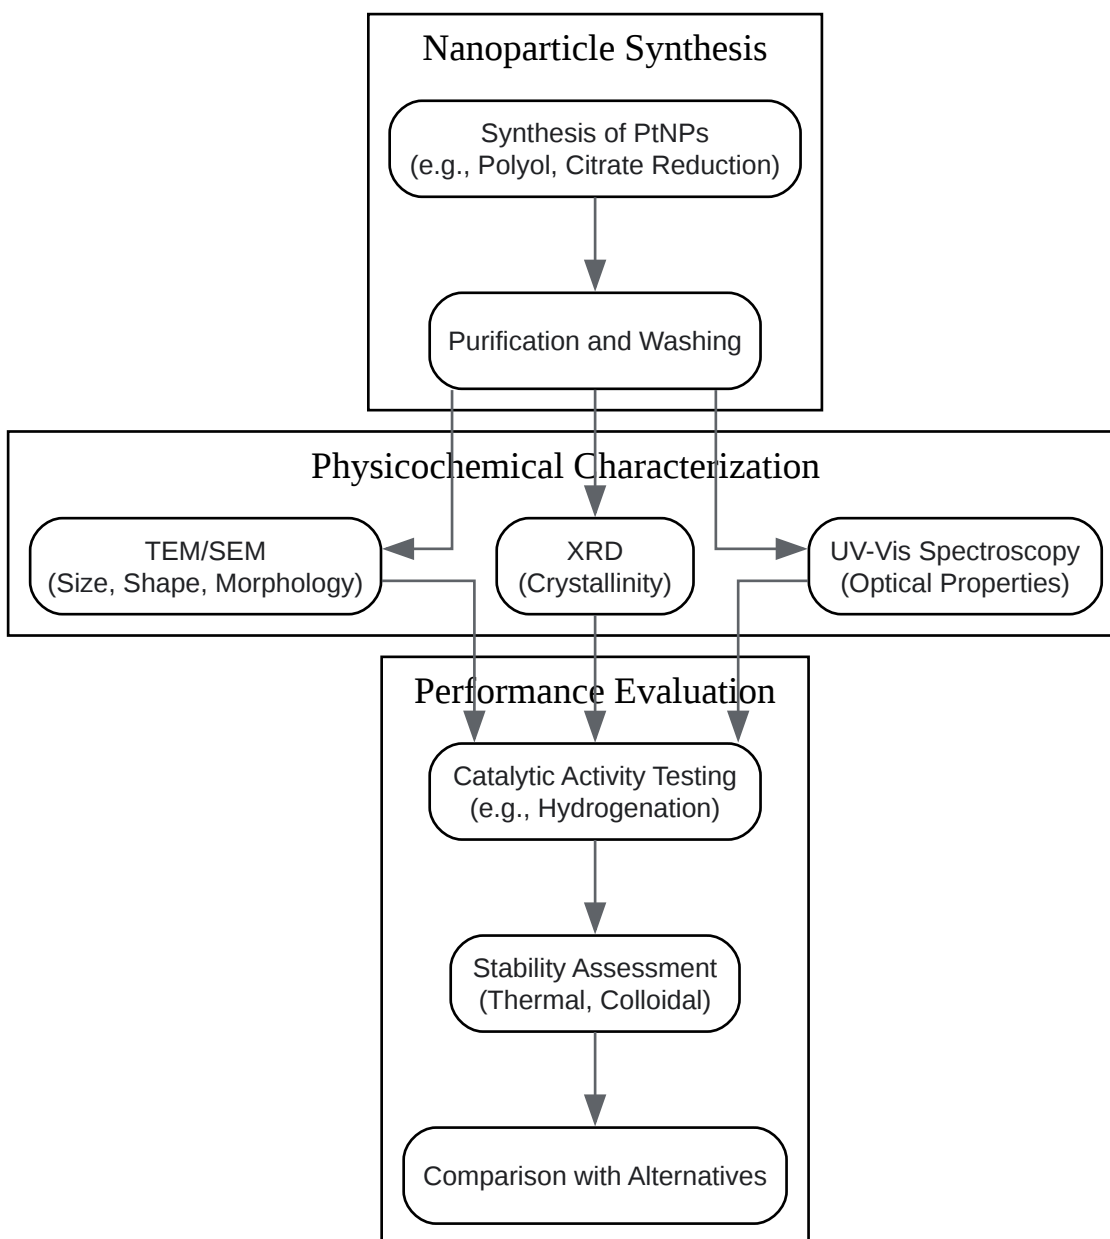 Nanoparticle Synthesis
Synthesis of PtNPs
(e.g., Polyol, Citrate Reduction)
Purification and Washing
Physicochemical Characterization
TEM/SEM
(Size, Shape, Morphology)
XRD
(Crystallinity)
UV-Vis Spectroscopy
(Optical Properties)
Performance Evaluation
Catalytic Activity Testing
(e.g., Hydrogenation)
Stability Assessment
(Thermal, Colloidal)
Comparison with Alternatives